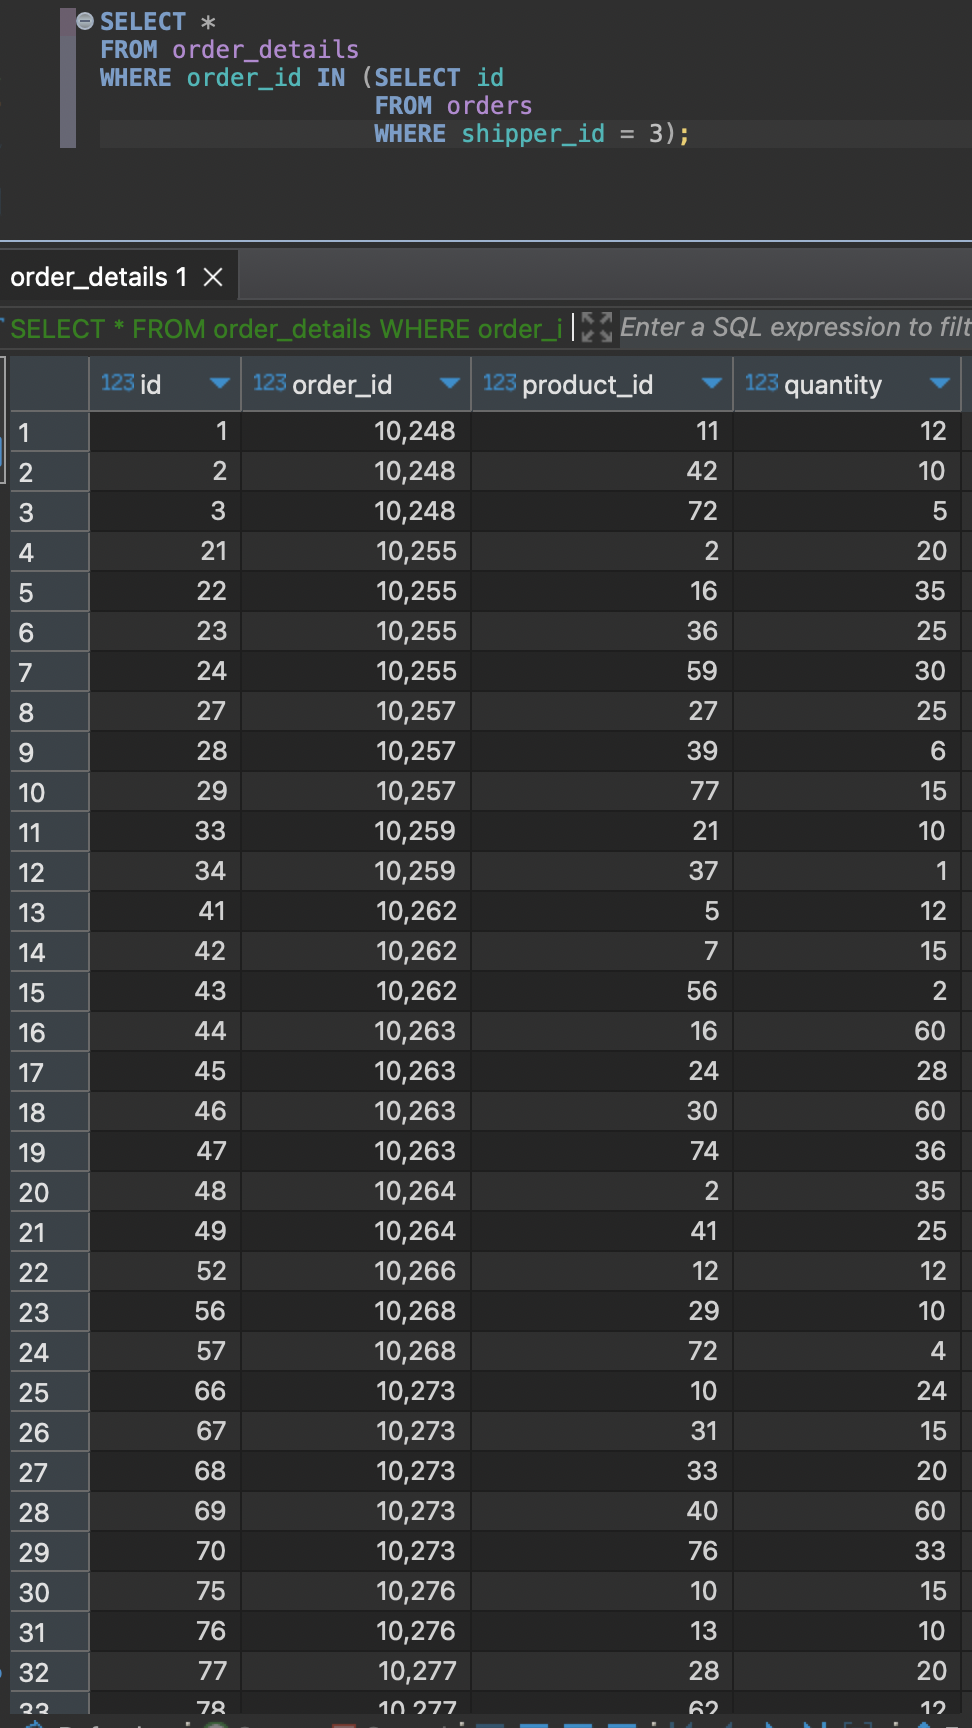 SELECT *
FROM order_details
WHERE order_id IN (SELECT id
FROM orders
WHERE shipper_id = 3);
order_details 1
SELECT * FROM order_details WHERE order_i Enter a SQL expression to filt
123 id 123 order_id 123 product_id 123 quantity
1 1 10,248 11 12
2 2 10,248 42 10
3 3 10,248 72 5
4 21 10,255 2 20
5 22 10,255 16 35
6 23 10,255 36 25
7 24 10,255 59 30
8 27 10,257 27 25
9 28 10,257 39 6
10 29 10,257 77 15
11 33 10,259 21 10
12 34 10,259 37 1
13 41 10,262 5 12
14 42 10,262 7 15
15 43 10,262 56 2
16 44 10,263 16 60
17 45 10,263 24 28
18 46 10,263 30 60
19 47 10,263 74 36
20 48 10,264 2 35
21 49 10,264 41 25
22 52 10,266 12 12
23 56 10,268 29 10
24 57 10,268 72 4
25 66 10,273 10 24
26 67 10,273 31 15
27 68 10,273 33 20
28 69 10,273 40 60
29 70 10,273 76 33
30 75 10,276 10 15
31 76 10,276 13 10
32 77 10,277 28 20
33 78 10,277 62 12